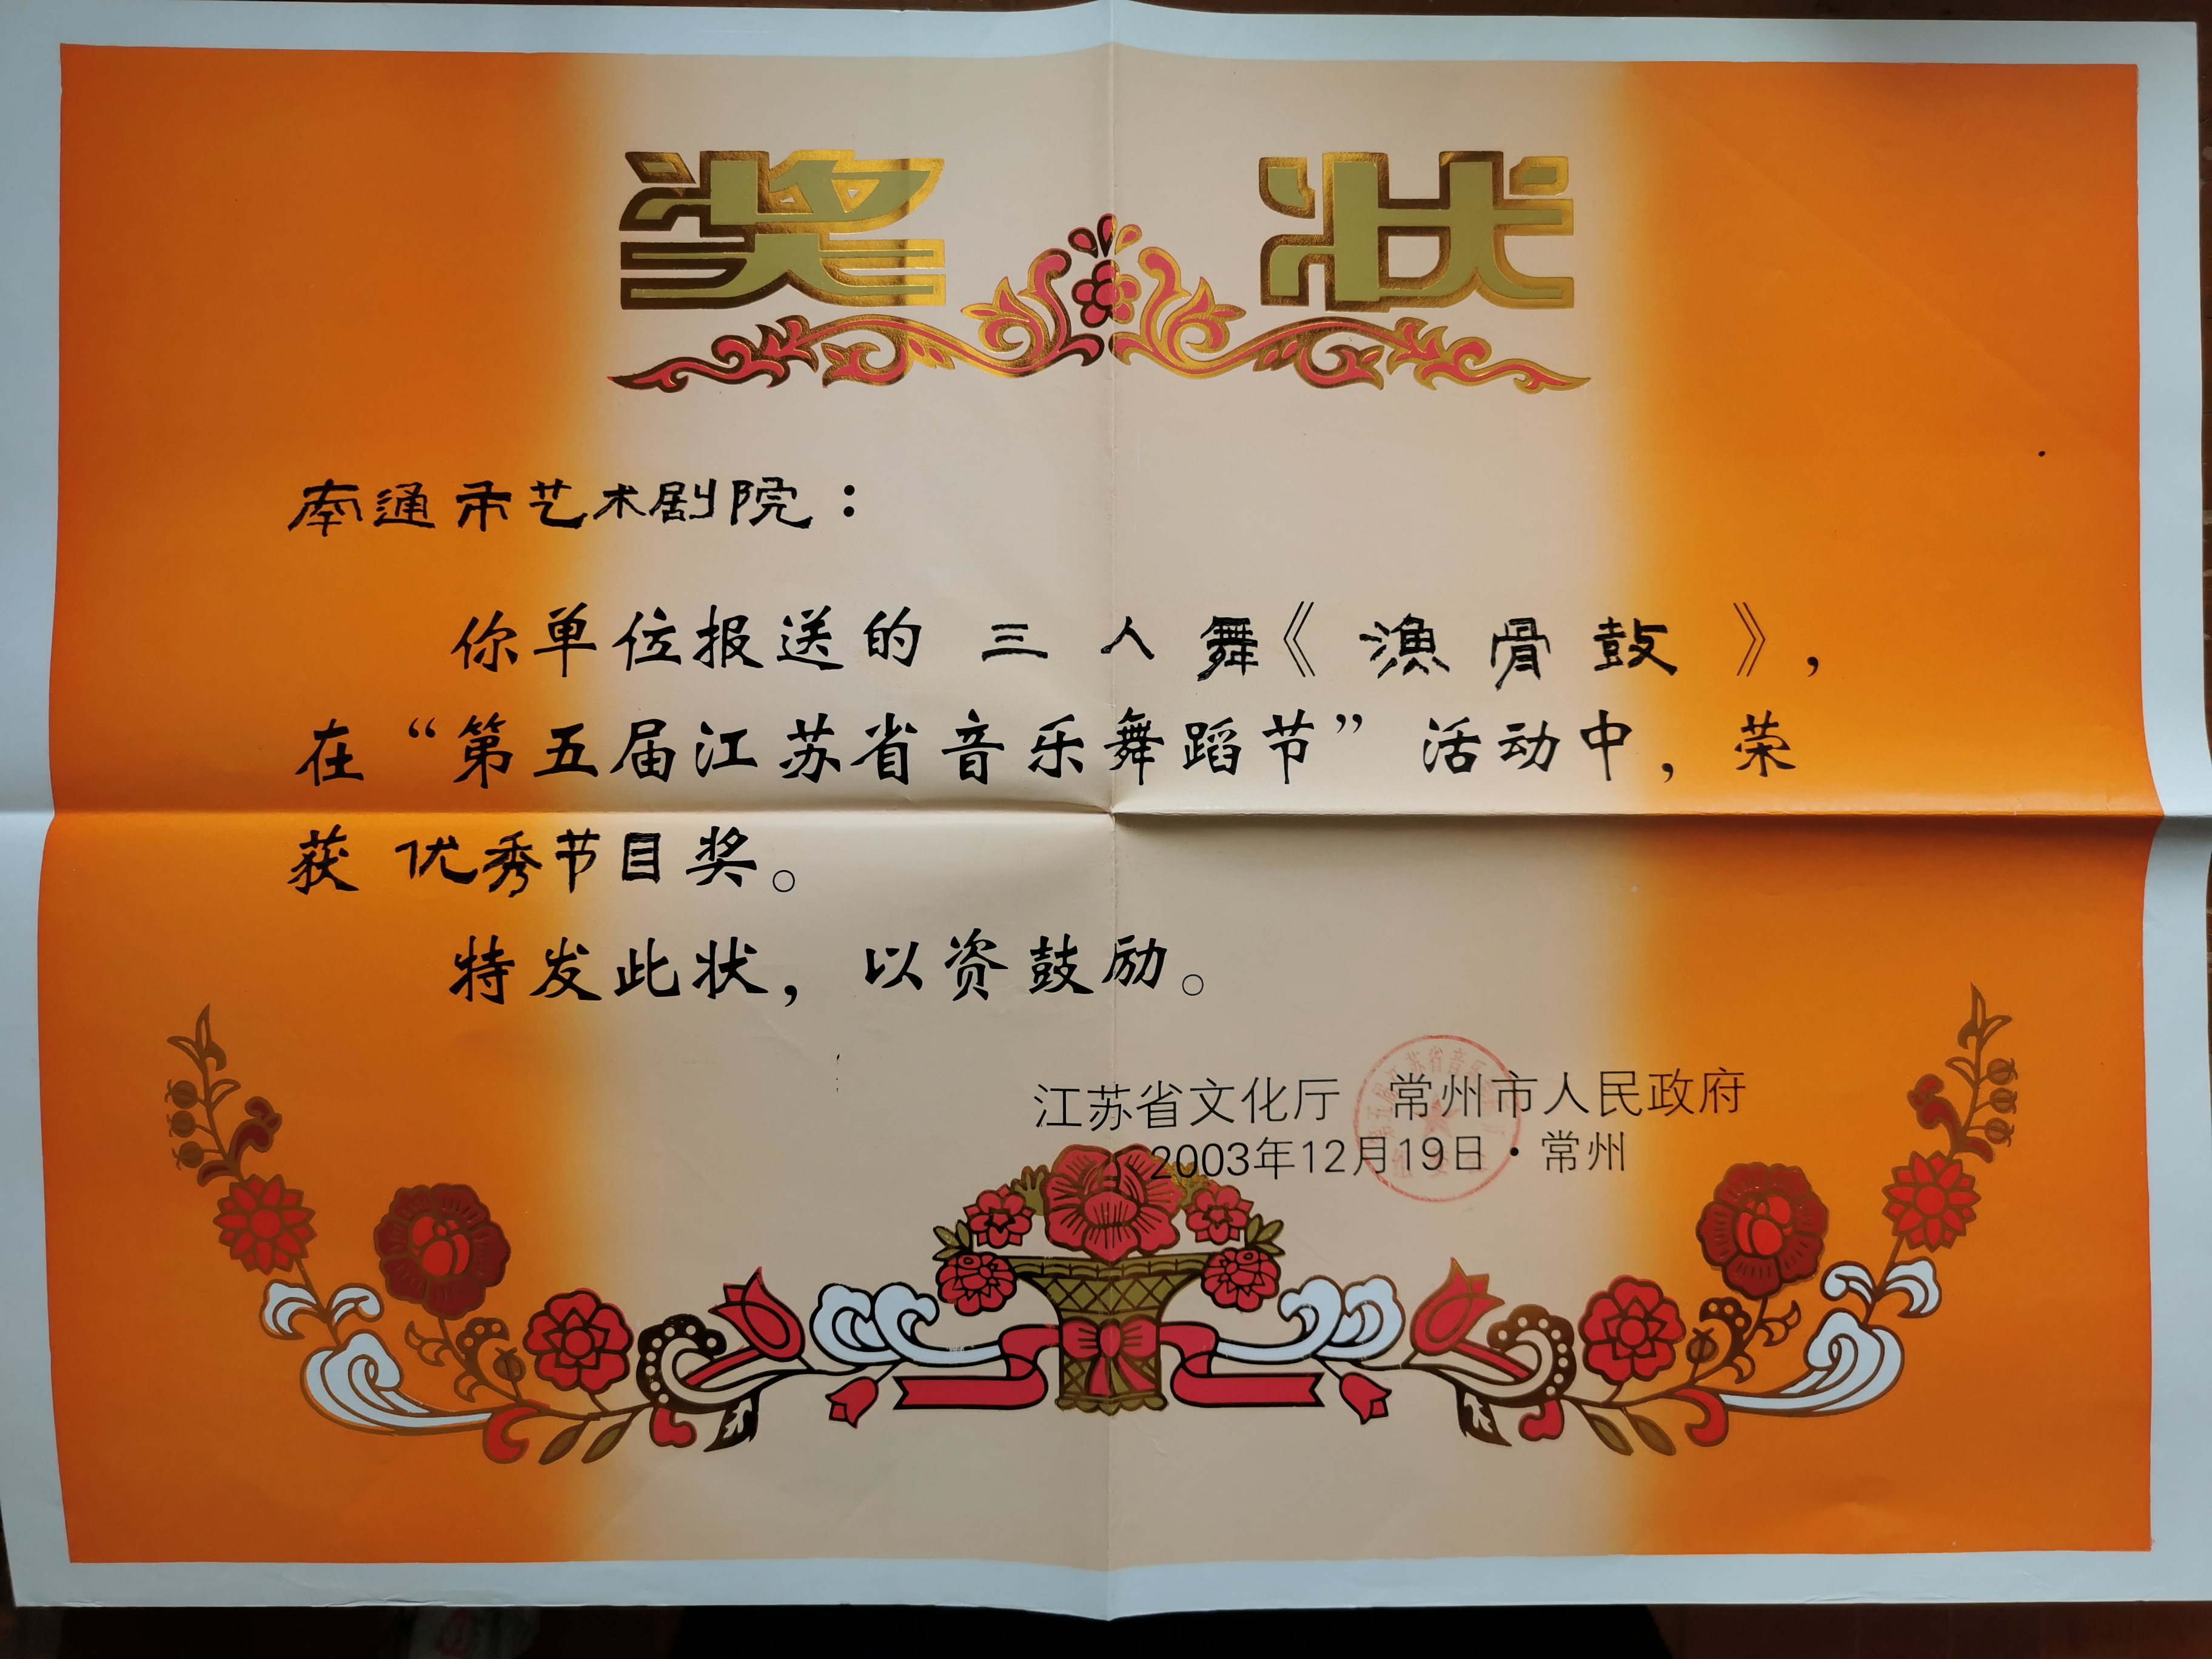 奖 状
南通市艺术剧院：
你单位报送的 三人舞《渔骨鼓》，
在“第五届江苏省音乐舞蹈节”活动中，荣
获 优秀节目奖。
特发此状，以资鼓励。
江苏省文化厅 常州市人民政府
2003年12月19日·常州